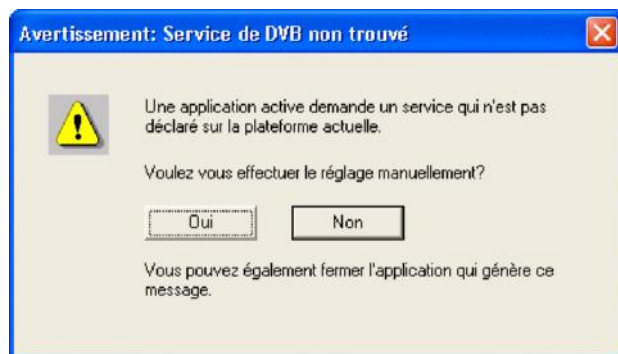 Avertissement: Service de DVB non trouvé
Une application active demande un service qui n'est pas
déclaré sur la plateforme actuelle.
Voulez vous effectuer le réglage manuellement?
Oui
Non
Vous pouvez également fermer l'application qui génère ce
message.